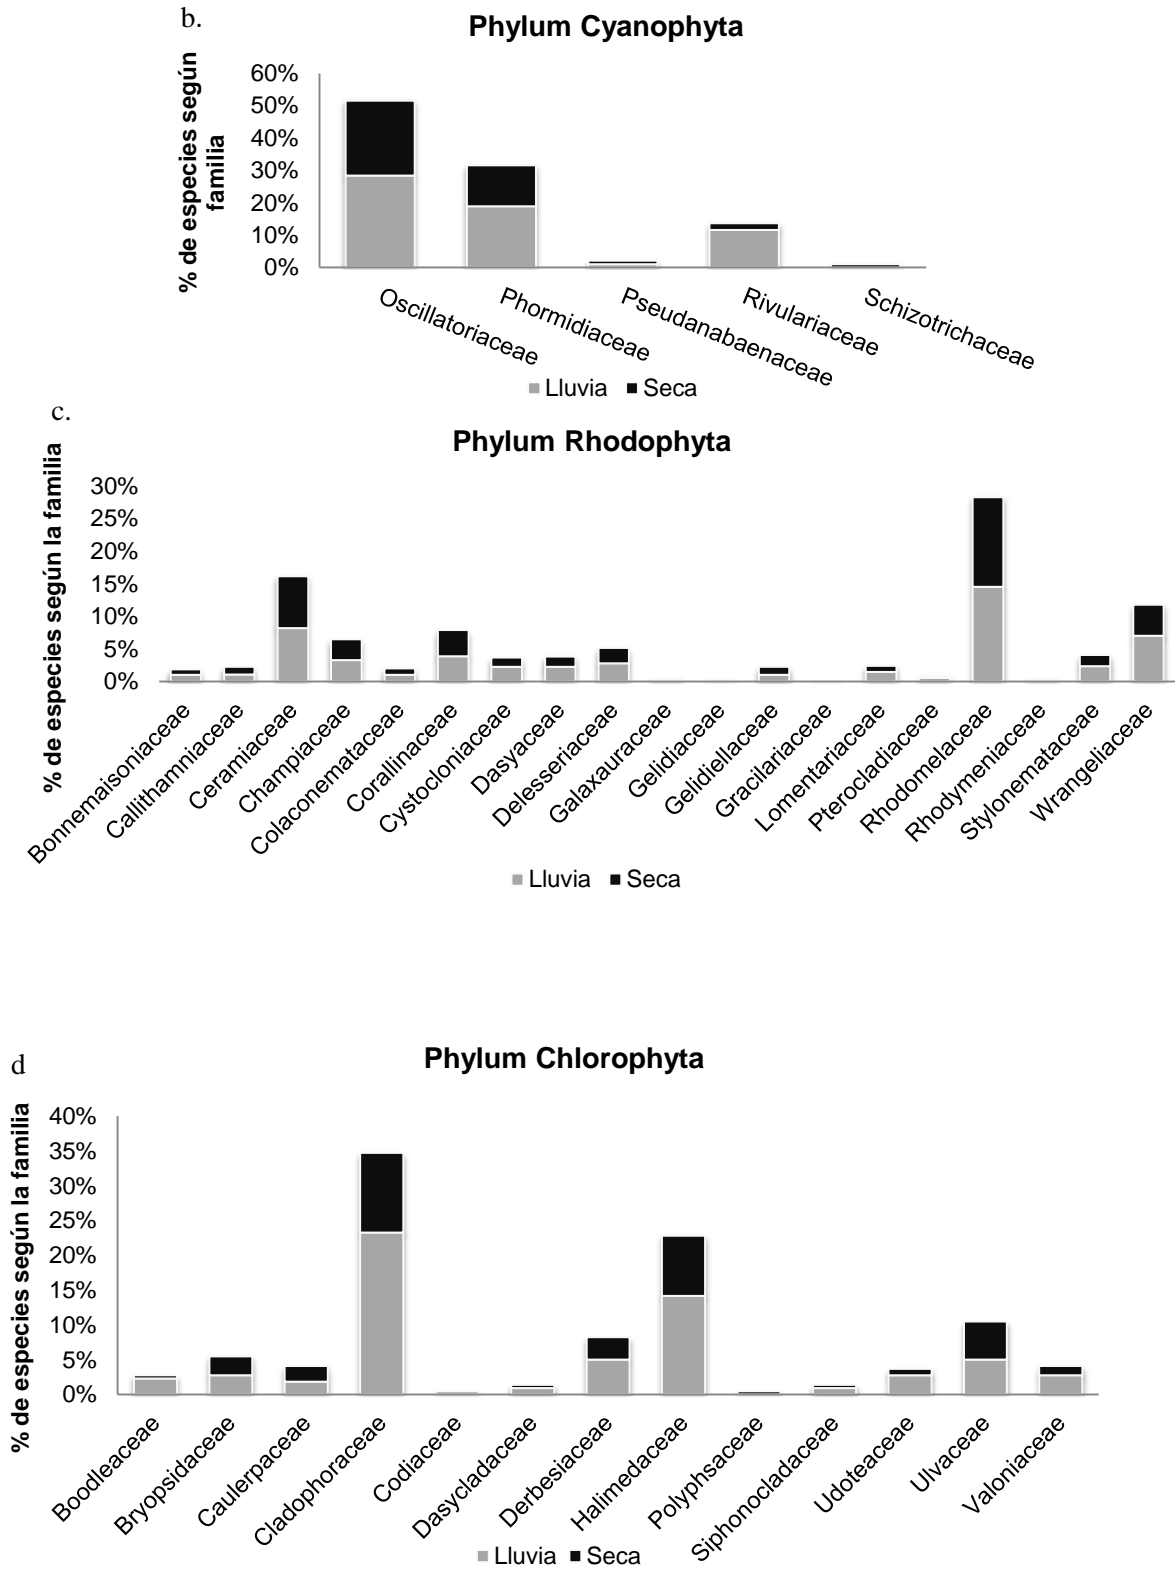 b.
Phylum Cyanophyta
% de especies según
familia
60%
50%
40%
30%
20%
10%
0%
Oscillatoriaceae
Phormidiaceae
Pseudanabaenaceae
Rivulariaceae
Schizotrichaceae
Lluvia Seca
c.
Phylum Rhodophyta
% de especies según la familia
30%
25%
20%
15%
10%
5%
0%
Bonnemaisoniaceae
Callithamniaceae
Ceramiaceae
Champiaceae
Colaconemataceae
Corallinaceae
Cystocloniaceae
Dasyaceae
Delesseriaceae
Galaxauraceae
Gelidiaceae
Gelidiellaceae
Gracilariaceae
Lomentariaceae
Pterocladiaceae
Rhodomelaceae
Rhodymeniaceae
Stylonemataceae
Wrangeliaceae
Lluvia Seca
d
Phylum Chlorophyta
% de especies según la familia
40%
35%
30%
25%
20%
15%
10%
5%
0%
Boodleaceae
Bryopsidaceae
Caulerpaceae
Cladophoraceae
Codiaceae
Dasycladaceae
Derbesiaceae
Halimedaceae
Polyphsaceae
Siphonocladaceae
Udoteaceae
Ulvaceae
Valoniaceae
Lluvia Seca